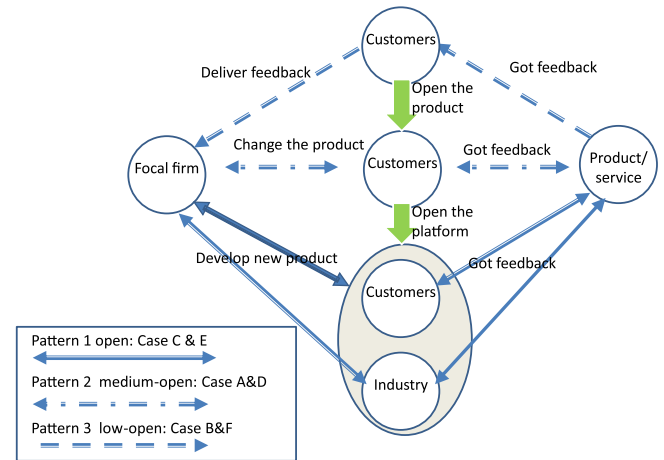 Customers
Deliver feedback
Got feedback
Open the
product
Change the product
Got feedback
Focal firm
Customers
Product/
service
Open the
platform
Develop new product
Got feedback
Customers
Industry
Pattern 1 open: Case C & E
Pattern 2 medium-open: Case A&D
Pattern 3 low-open: Case B&F